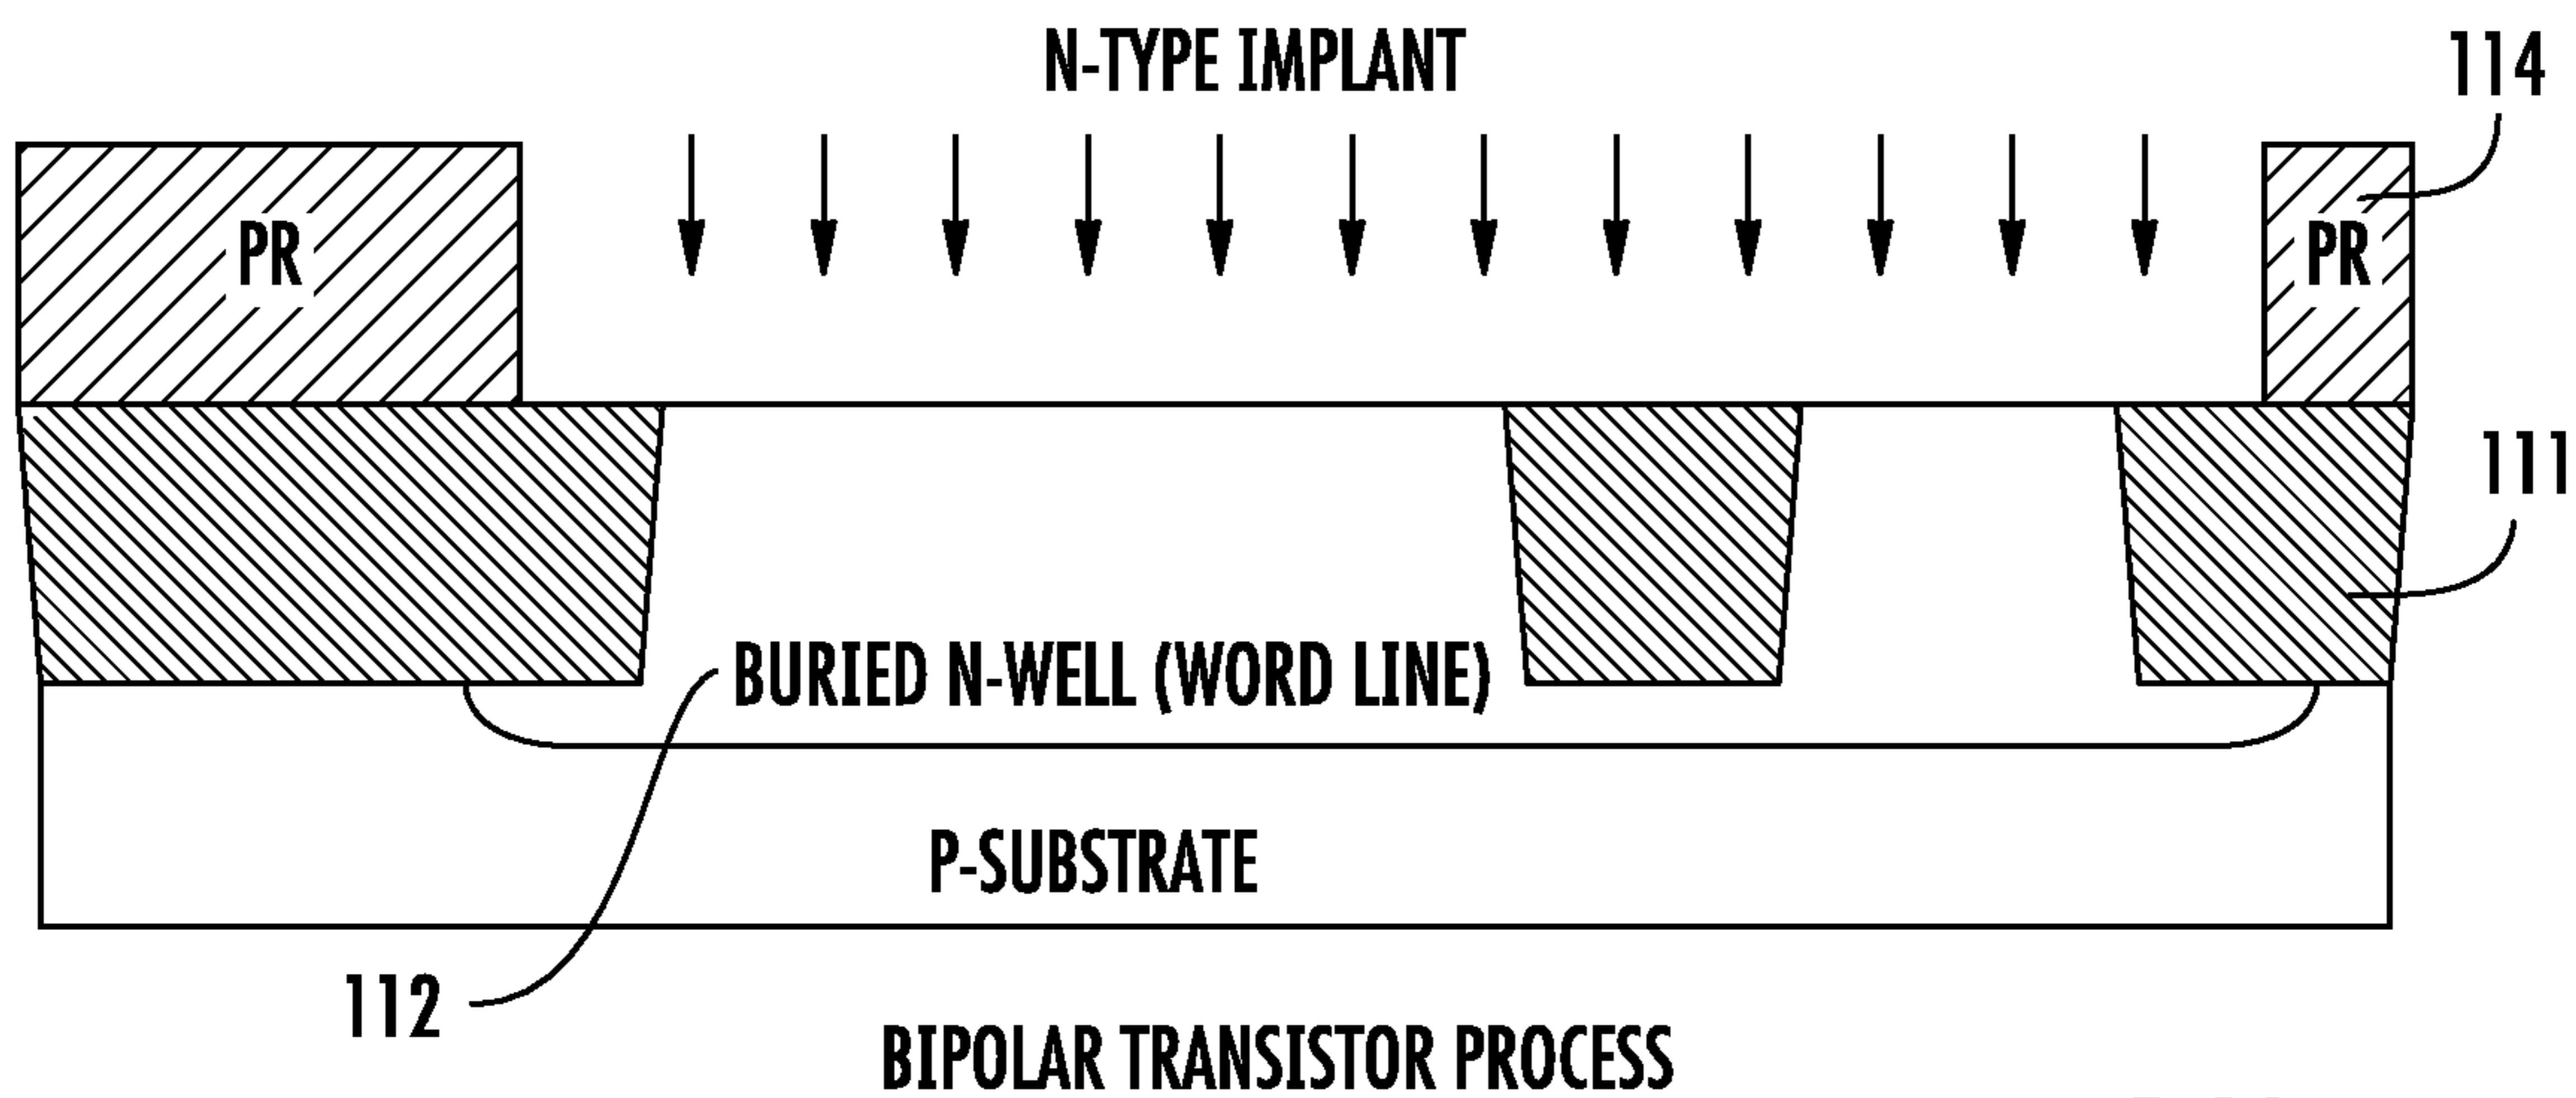 N-TYPE IMPLANT
114
PR
PR
111
BURIED N-WELL (WORD LINE)
P-SUBSTRATE
112
BIPOLAR TRANSISTOR PROCESS